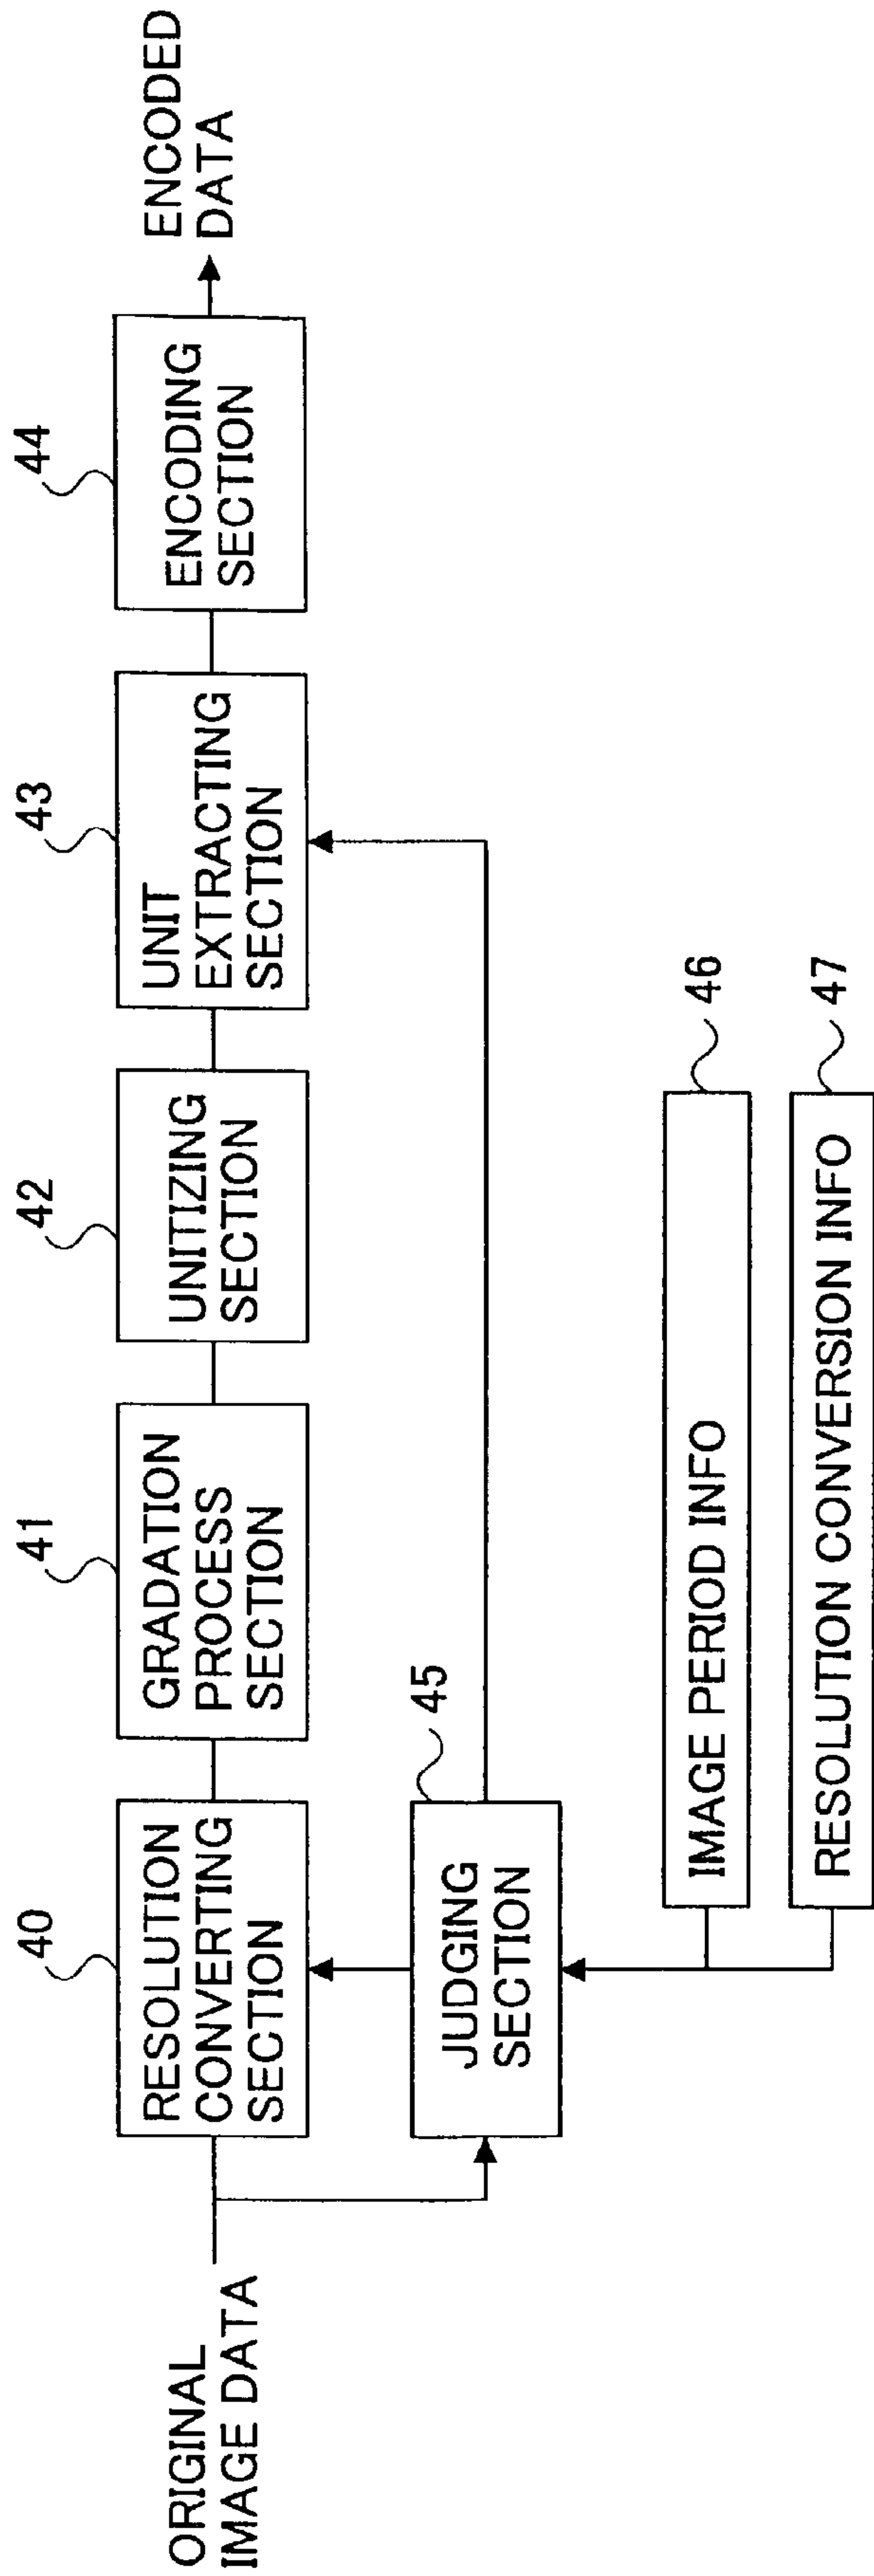 ORIGINAL
IMAGE DATA
40
RESOLUTION
CONVERTING
SECTION
41
GRADATION
PROCESS
SECTION
42
UNITIZING
SECTION
43
UNIT
EXTRACTING
SECTION
44
ENCODING
SECTION
ENCODED
DATA
45
JUDGING
SECTION
IMAGE PERIOD INFO
46
RESOLUTION CONVERSION INFO
47